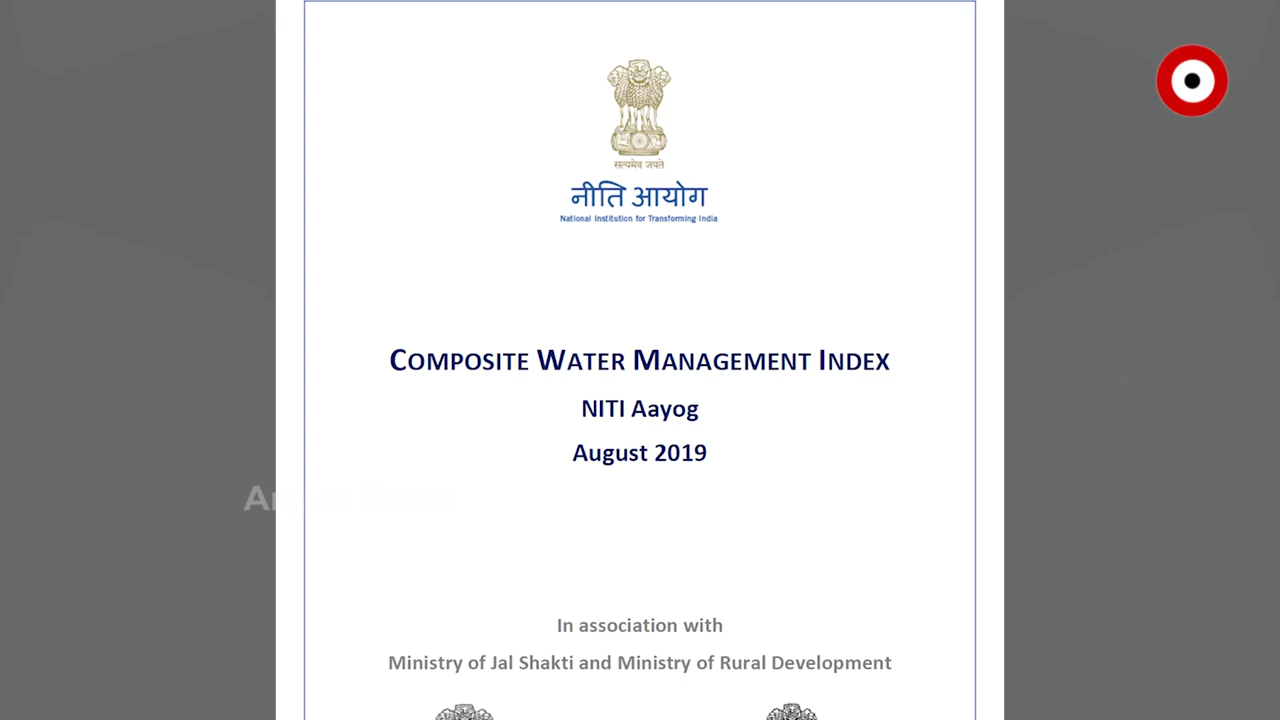 सत्यमेव जयते
नीति आयोग
National Institution for Transforming India
COMPOSITE WATER MANAGEMENT INDEX
NITI Aayog
August 2019
In association with
Ministry of Jal Shakti and Ministry of Rural Development